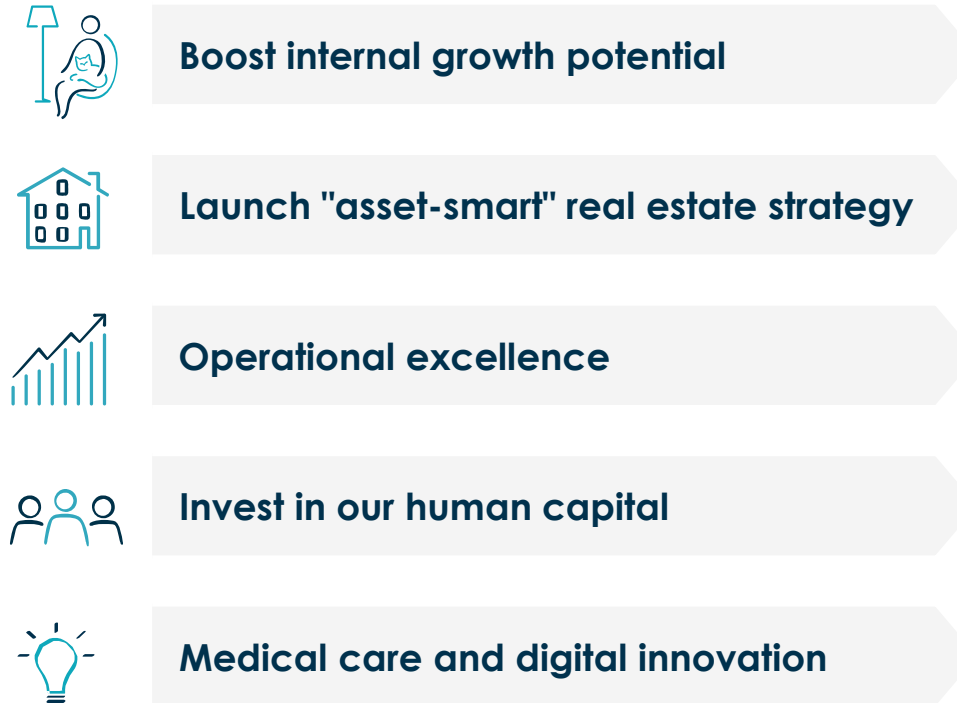 Boost internal growth potential
Launch "asset-smart" real estate strategy
Operational excellence
Invest in our human capital
Medical care and digital innovation